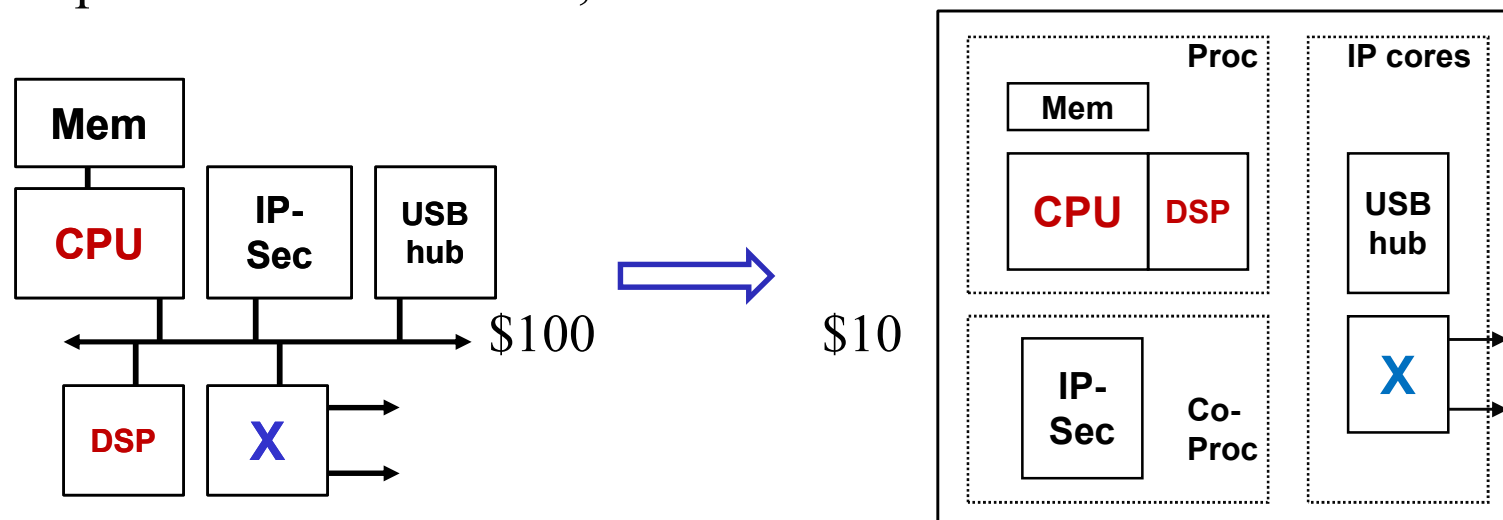 Mem
CPU
IP-
Sec
USB
hub
$100
DSP
X
$10
Proc
Mem
CPU
DSP
IP-
Sec
Co-
Proc
IP cores
USB
hub
X